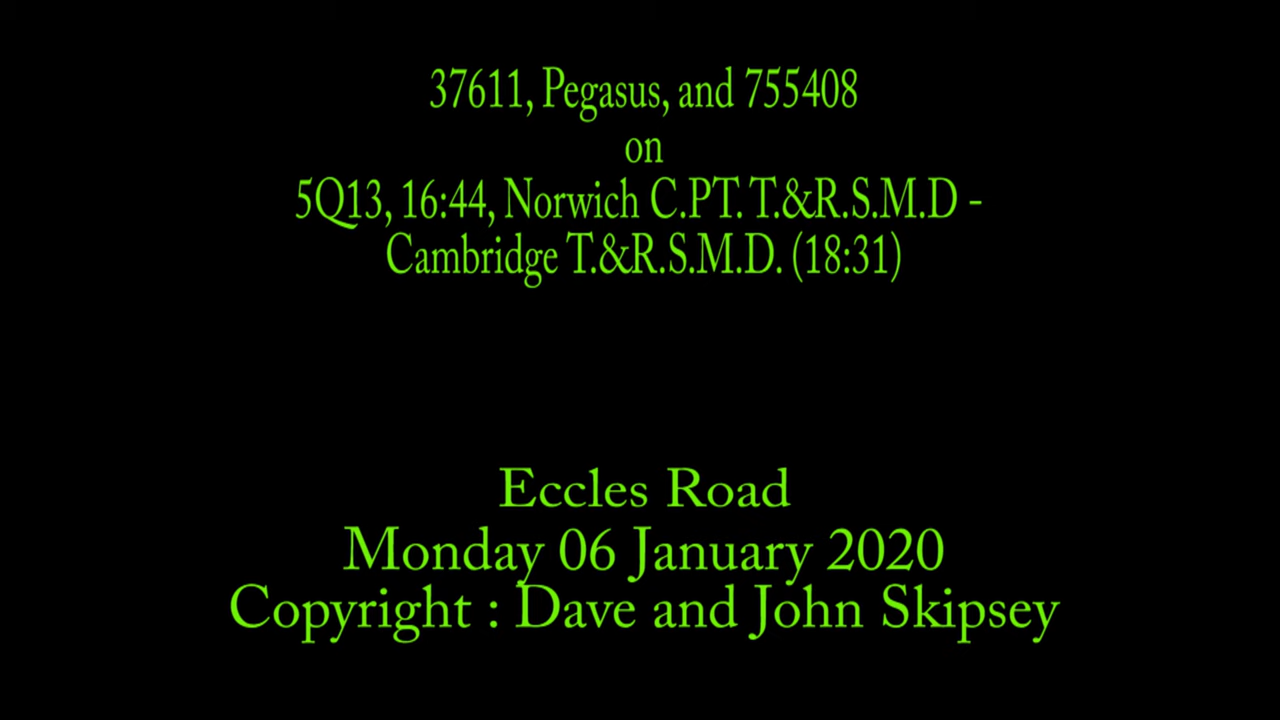 37611, Pegasus, and 755408
on
5Q13, 16:44, Norwich C.PT. T.&R.S.M.D -
Cambridge T.&R.S.M.D. (18:31)
Eccles Road
Monday 06 January 2020
Copyright : Dave and John Skipsey